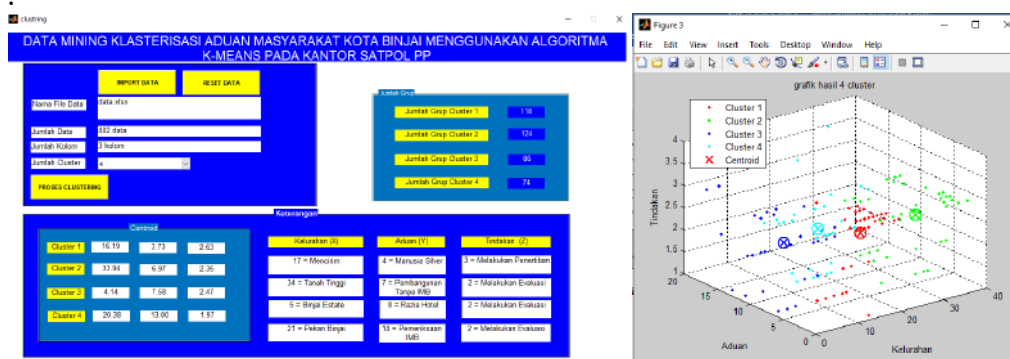 clustring
DATA MINING KLASTERISASI ADUAN MASYARAKAT KOTA BINJAI MENGGUNAKAN ALGORITMA
K-MEANS PADA KANTOR SATPOL PP
IMPORT DATA
RESET DATA
Nama File Data
data.xlsx
Jumlah Data
402 data
Jumlah Kolom
3 kolom
Jumlah Cluster
4
PROSES CLUSTERING
Jumlah Grup
Jumlah Grup Cluster 1
118
Jumlah Grup Cluster 2
124
Jumlah Grup Cluster 3
86
Jumlah Grup Cluster 4
74
Keterangan
Centroid
Cluster 1 16.19 3.73 2.63
Cluster 2 33.94 6.97 2.36
Cluster 3 4.14 7.58 2.47
Cluster 4 20.38 13.00 1.97
Kelurahan (X) Aduan (Y) Tindakan (Z)
17 = Mencirim
4 = Manusia Silver
3 = Melakukan Penertiban
34 = Tanah Tinggi
7 = Pembangunan
Tanpa IMB
2 = Melakukan Evaluasi
5 = Binjai Estate
8 = Razia Hotel
2 = Melakukan Evaluasi
21 = Pekan Binjai
14 = Pemeriksaan
IMB
2 = Melakukan Evaluasi
Figure 3
File Edit View Insert Tools Desktop Window Help
grafik hasil 4 cluster
Cluster 1
Cluster 2
Cluster 3
Cluster 4
Centroid
4
3.5
3
2.5
2
1.5
1
Tindakan
20
15
10
5
0
Aduan
0
10
20
30
40
Kelurahan